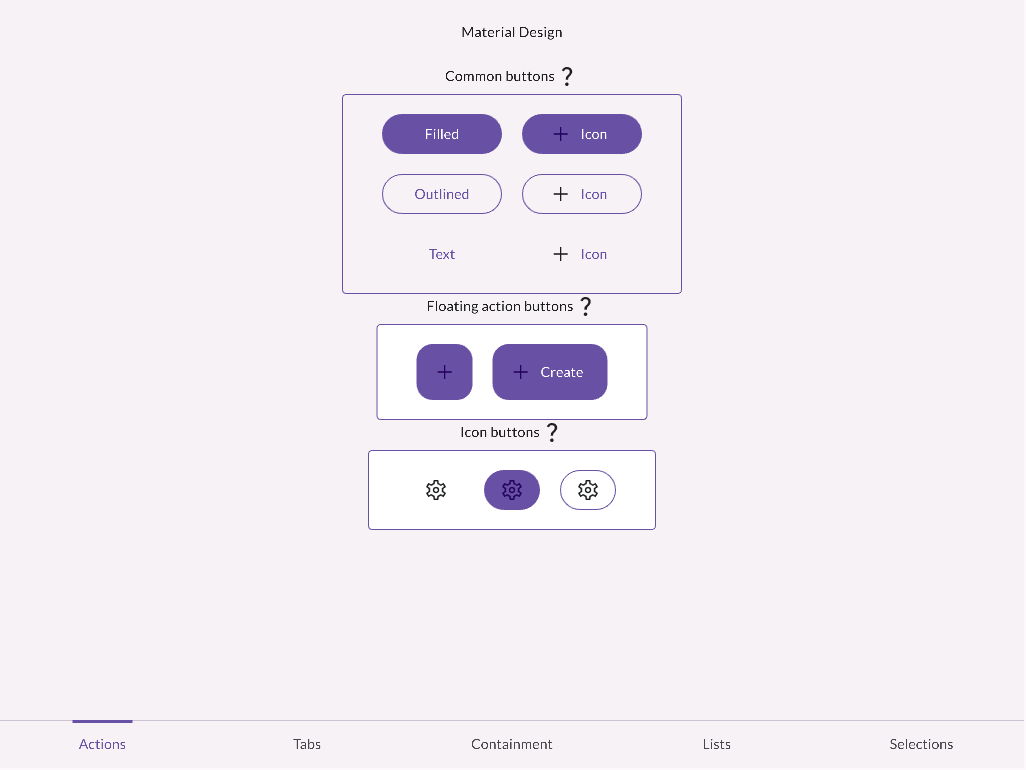 Material Design
Common buttons ?
Filled
Icon
Outlined
Icon
Text
Icon
Floating action buttons ?
Create
Icon buttons ?
Actions Tabs Containment Lists Selections